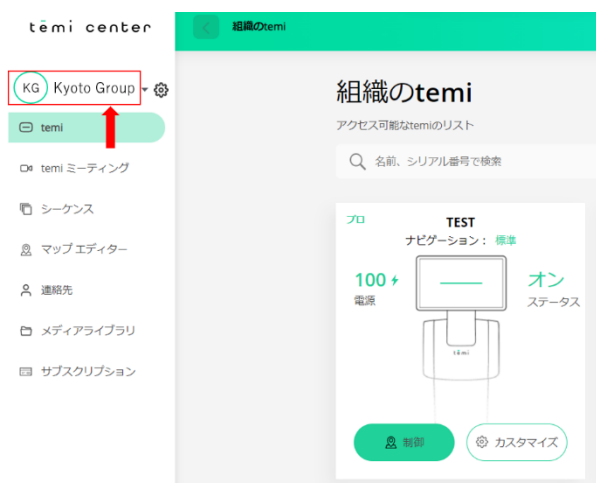 tēmi center
組織のtemi
KG Kyoto Group
temi
temi ミーティング
シーケンス
マップ エディター
連絡先
メディアライブラリ
サブスクリプション
組織のtemi
アクセス可能なtemiのリスト
名前、シリアル番号で検索
プロ
TEST
ナビゲーション： 標準
100
電源
オン
ステータス
tēmi
制御
カスタマイズ